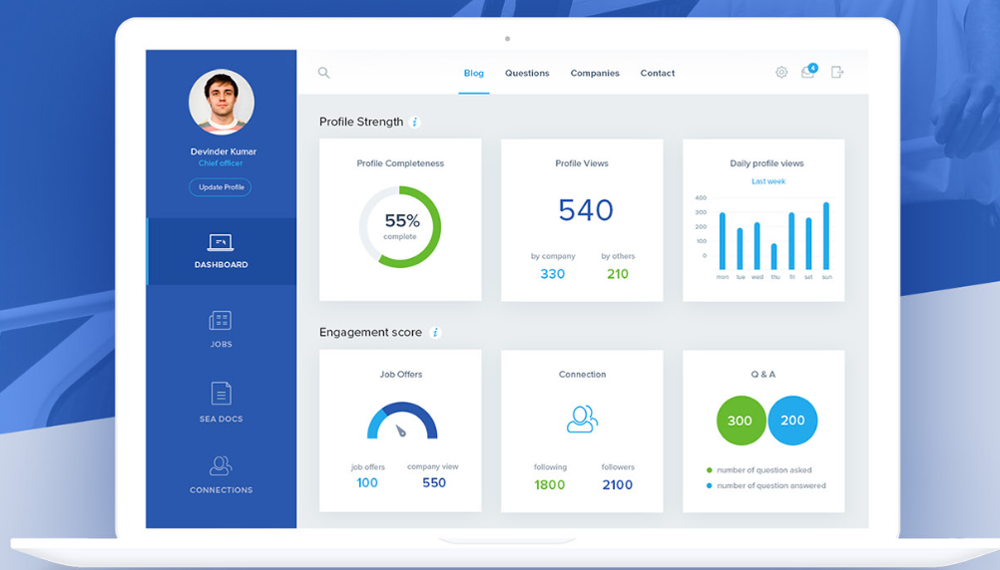 Devinder Kumar
Chief officer
Update Profile
DASHBOARD
JOBS
SEA DOCS
CONNECTIONS
Blog Questions Companies Contact
4
Profile Strength i
Profile Completeness
55%
complete
Profile Views
540
by company by others
330 210
Daily profile views
Last week
400
300
200
100
0
mon tue wed thu fri sat sun
Engagement score i
Job Offers
job offers company view
100 550
Connection
following followers
1800 2100
Q & A
300 200
number of question asked
number of question answered